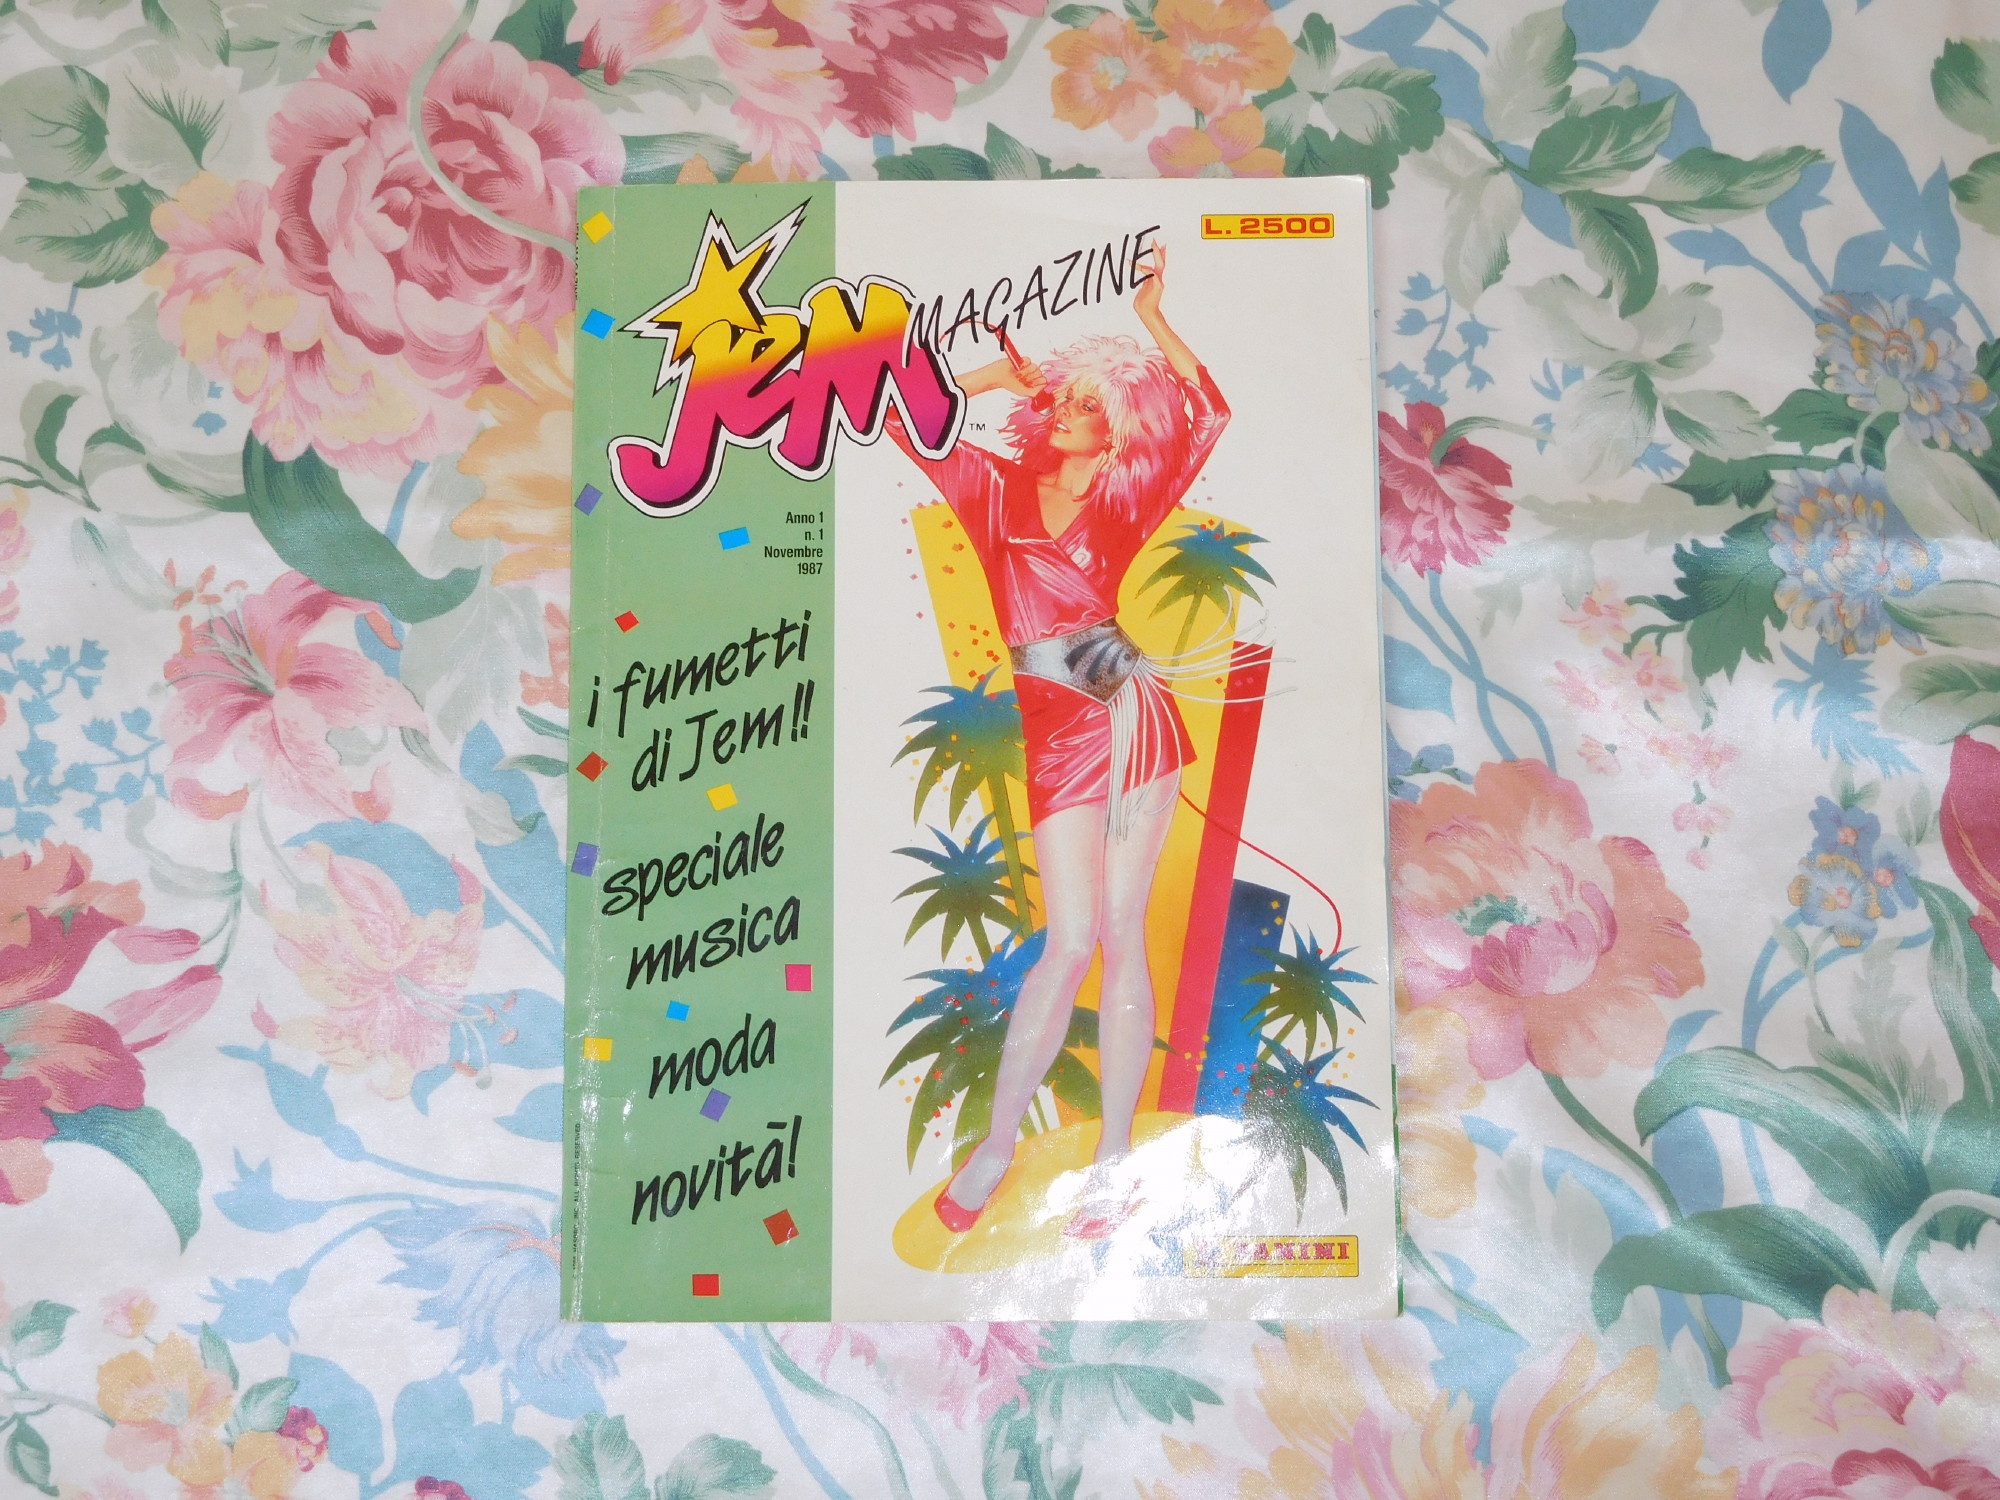 L. 2500
Jem MAGAZINE
TM
Anno 1
n. 1
Novembre
1987
i fumetti
di Jem!!
speciale
musica
moda
novità!
PANINI